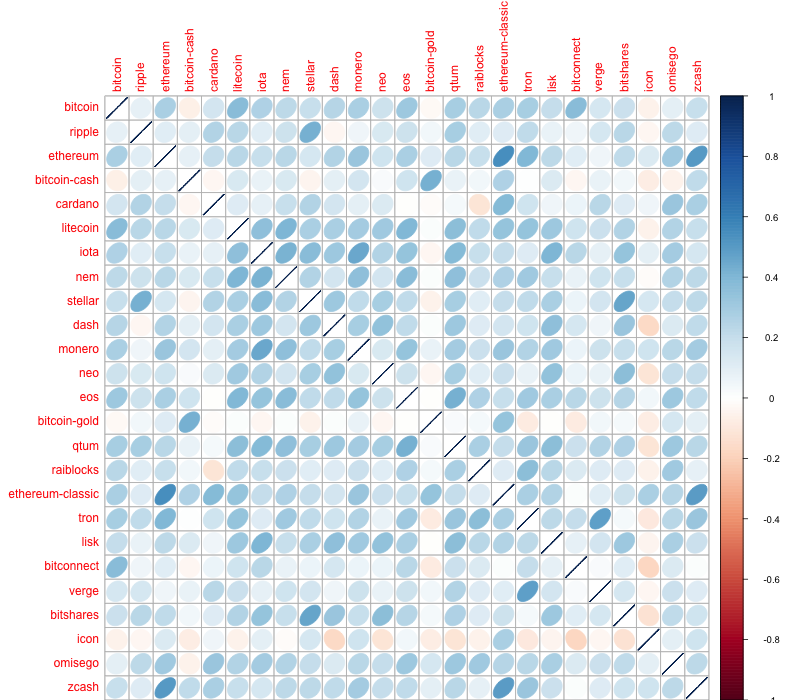 bitcoin
ripple
ethereum
bitcoin-cash
cardano
litecoin
iota
nem
stellar
dash
monero
neo
eos
bitcoin-gold
qtum
raiblocks
ethereum-classic
tron
lisk
bitconnect
verge
bitshares
icon
omisego
zcash
bitcoin
ripple
ethereum
bitcoin-cash
cardano
litecoin
iota
nem
stellar
dash
monero
neo
eos
bitcoin-gold
qtum
raiblocks
ethereum-classic
tron
lisk
bitconnect
verge
bitshares
icon
omisego
zcash
1
0.8
0.6
0.4
0.2
0
-0.2
-0.4
-0.6
-0.8
-1